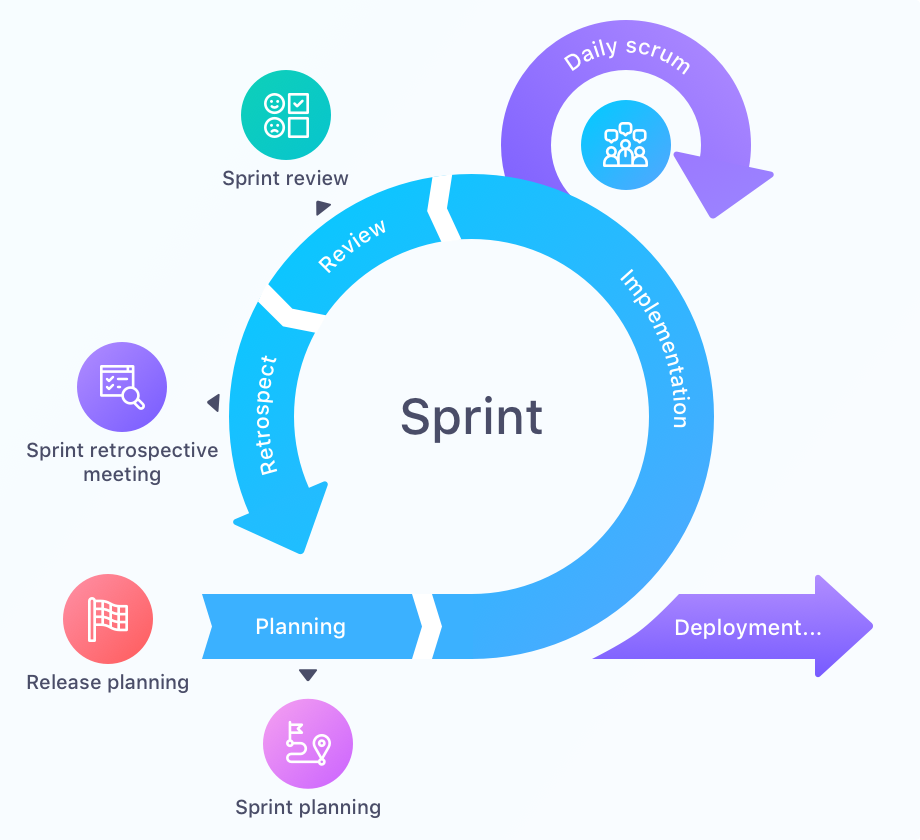 Daily scrum
Sprint review
Review
Implementation
Retrospect
Sprint
Sprint retrospective
meeting
Planning
Deployment...
Release planning
Sprint planning